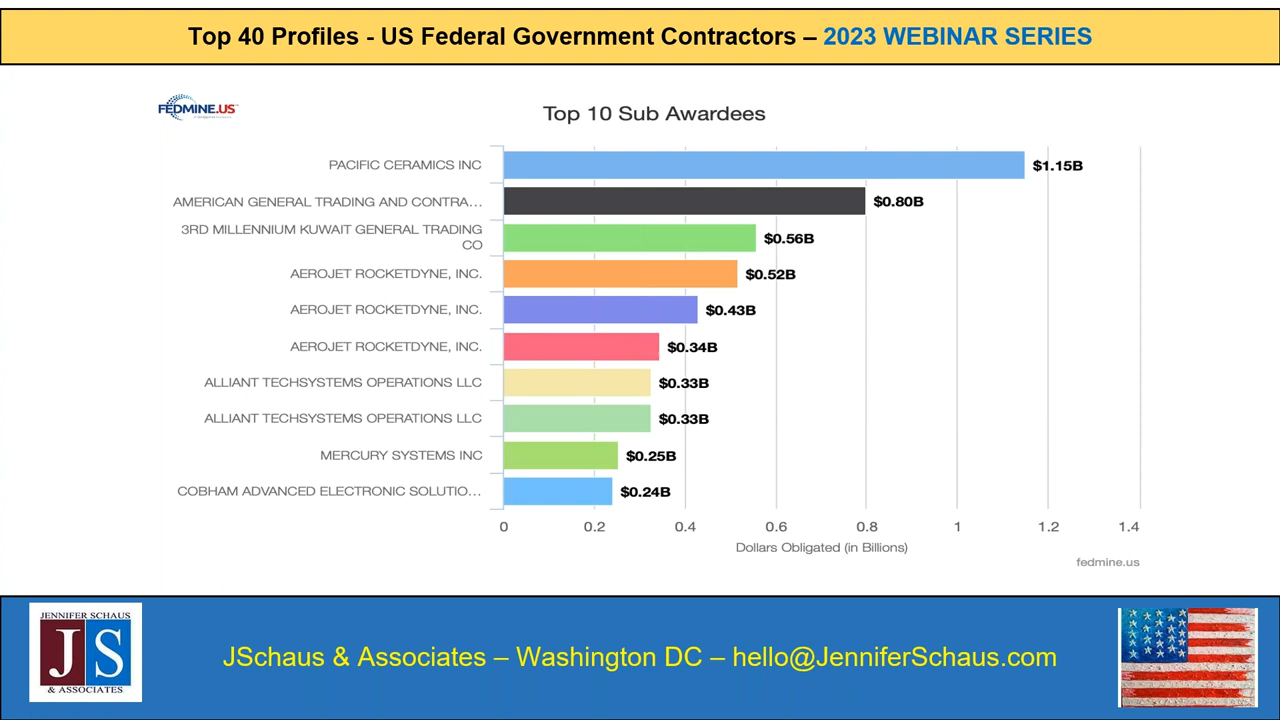 Top 40 Profiles - US Federal Government Contractors – 2023 WEBINAR SERIES
FEDMINE.US
Top 10 Sub Awardees
PACIFIC CERAMICS INC $1.15B
AMERICAN GENERAL TRADING AND CONTRA… $0.80B
3RD MILLENNIUM KUWAIT GENERAL TRADING
CO $0.56B
AEROJET ROCKETDYNE, INC. $0.52B
AEROJET ROCKETDYNE, INC. $0.43B
AEROJET ROCKETDYNE, INC. $0.34B
ALLIANT TECHSYSTEMS OPERATIONS LLC $0.33B
ALLIANT TECHSYSTEMS OPERATIONS LLC $0.33B
MERCURY SYSTEMS INC $0.25B
COBHAM ADVANCED ELECTRONIC SOLUTIO… $0.24B
0 0.2 0.4 0.6 0.8 1 1.2 1.4
Dollars Obligated (in Billions)
fedmine.us
JENNIFER SCHAUS
JS
& ASSOCIATES
JSchaus & Associates – Washington DC – hello@JenniferSchaus.com